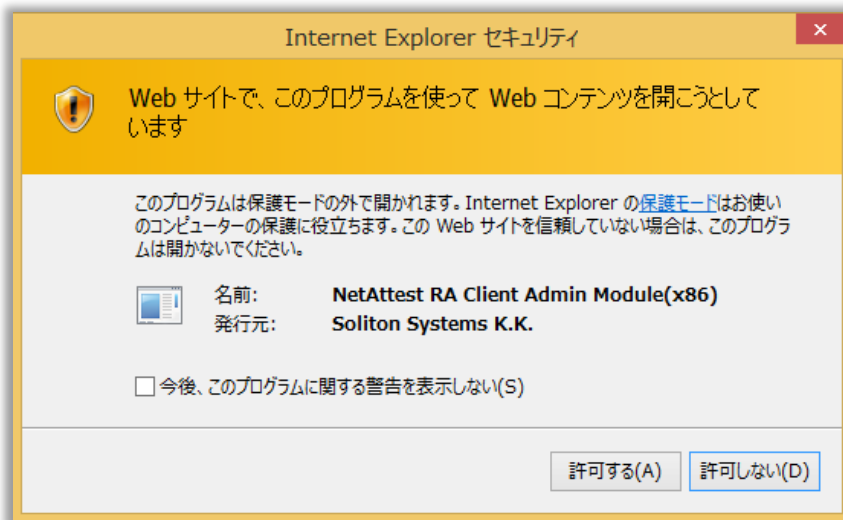 Internet Explorer セキュリティ
Web サイトで、このプログラムを使って Web コンテンツを開こうとして
います
このプログラムは保護モードの外で開かれます。Internet Explorer の保護モードはお使い
のコンピューターの保護に役立ちます。この Web サイトを信頼していない場合は、このプログラ
ムは開かないでください。
名前: NetAttest RA Client Admin Module(x86)
発行元: Soliton Systems K.K.
今後、このプログラムに関する警告を表示しない(S)
許可する(A) 許可しない(D)